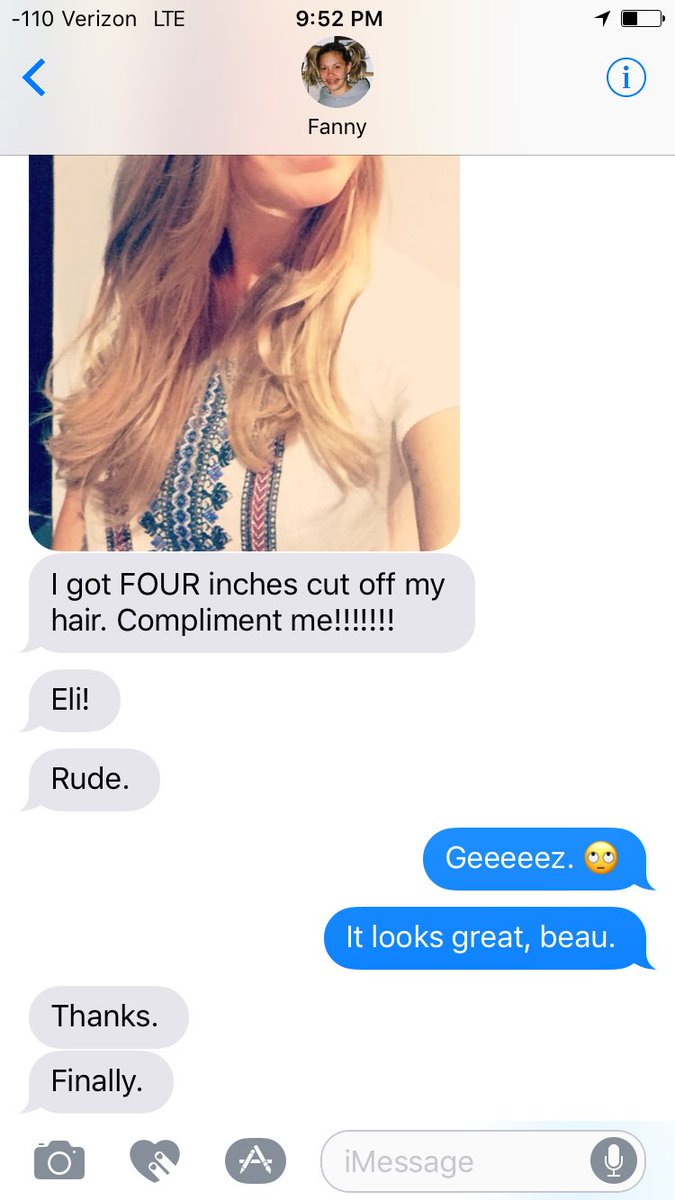 -110 Verizon LTE 9:52 PM
Fanny
I got FOUR inches cut off my
hair. Compliment me!!!!!!!
Eli!
Rude.
Geeeeez. 🙄
It looks great, beau.
Thanks.
Finally.
iMessage